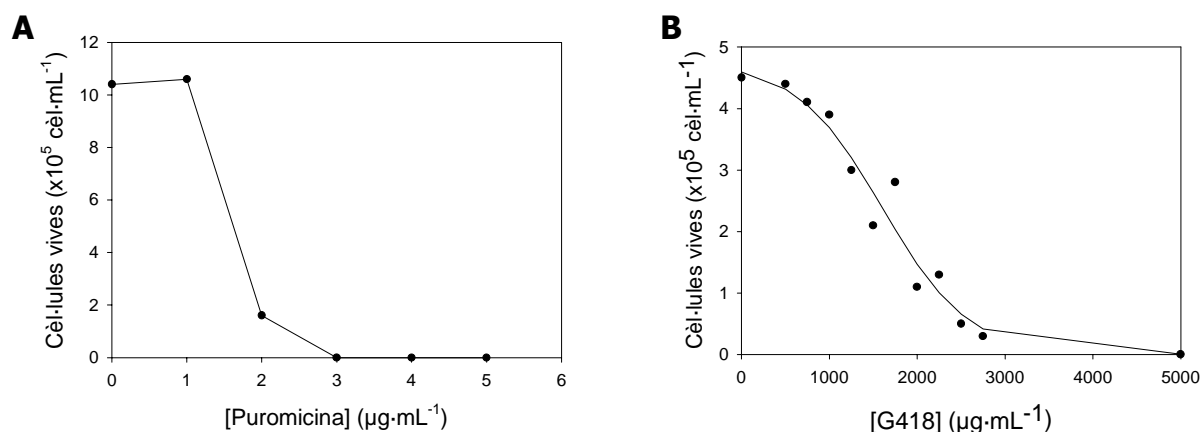 A
Cèl·lules vives (x10⁵ cèl·mL⁻¹)
12
10
8
6
4
2
0
0 1 2 3 4 5 6
[Puromicina] (µg·mL⁻¹)
B
Cèl·lules vives (x10⁵ cèl·mL⁻¹)
5
4
3
2
1
0
0 1000 2000 3000 4000 5000
[G418] (µg·mL⁻¹)